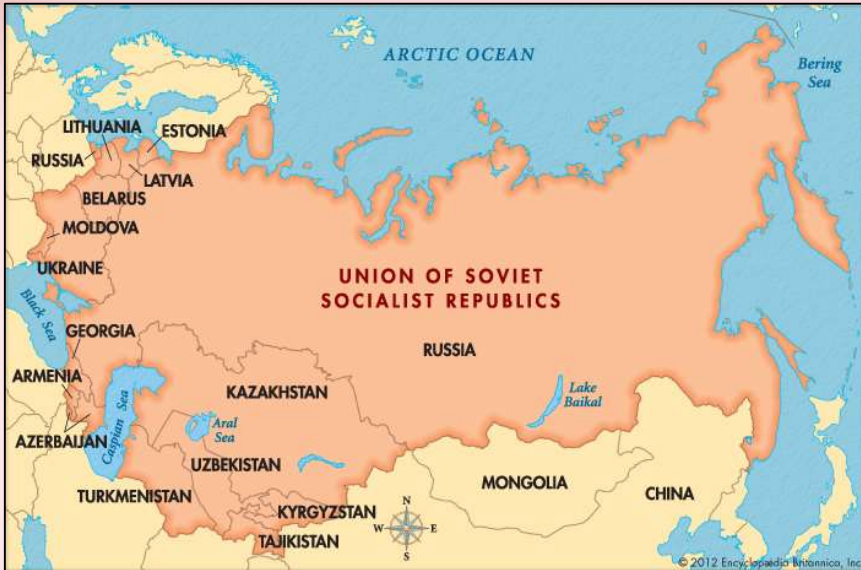 ARCTIC OCEAN
Bering
Sea
LITHUANIA
ESTONIA
RUSSIA
LATVIA
BELARUS
MOLDOVA
UKRAINE
Black Sea
UNION OF SOVIET
SOCIALIST REPUBLICS
GEORGIA
RUSSIA
ARMENIA
KAZAKHSTAN
Lake
Baikal
Caspian Sea
Aral
Sea
AZERBAIJAN
UZBEKISTAN
TURKMENISTAN
MONGOLIA
CHINA
KYRGYZSTAN
TAJIKISTAN
N
W
E
S
© 2012 Encyclopædia Britannica, Inc